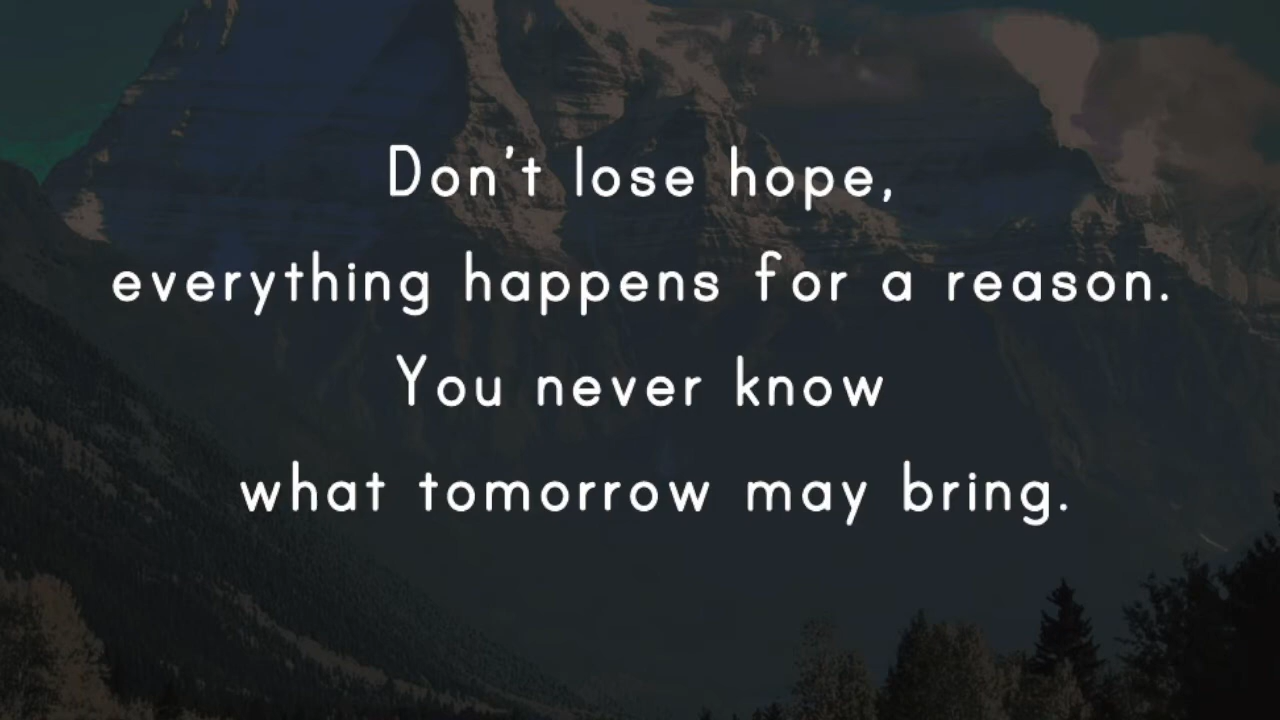 Don't lose hope,
everything happens for a reason.
You never know
what tomorrow may bring.